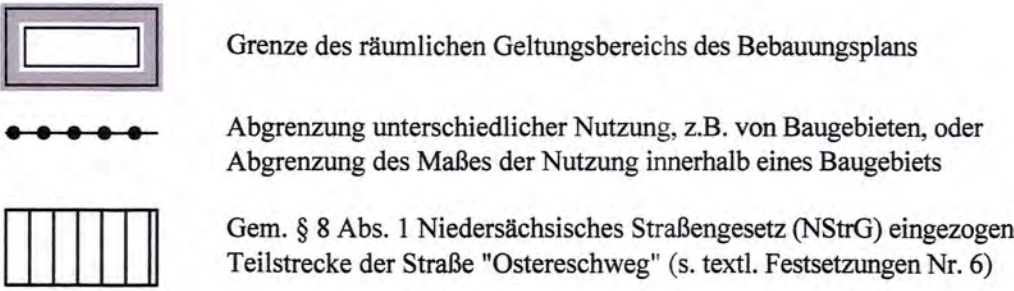 Grenze des räumlichen Geltungsbereichs des Bebauungsplans
Abgrenzung unterschiedlicher Nutzung, z.B. von Baugebieten, oder
Abgrenzung des Maßes der Nutzung innerhalb eines Baugebiets
Gem. § 8 Abs. 1 Niedersächsisches Straßengesetz (NStrG) eingezogen
Teilstrecke der Straße "Ostereschweg" (s. textl. Festsetzungen Nr. 6)